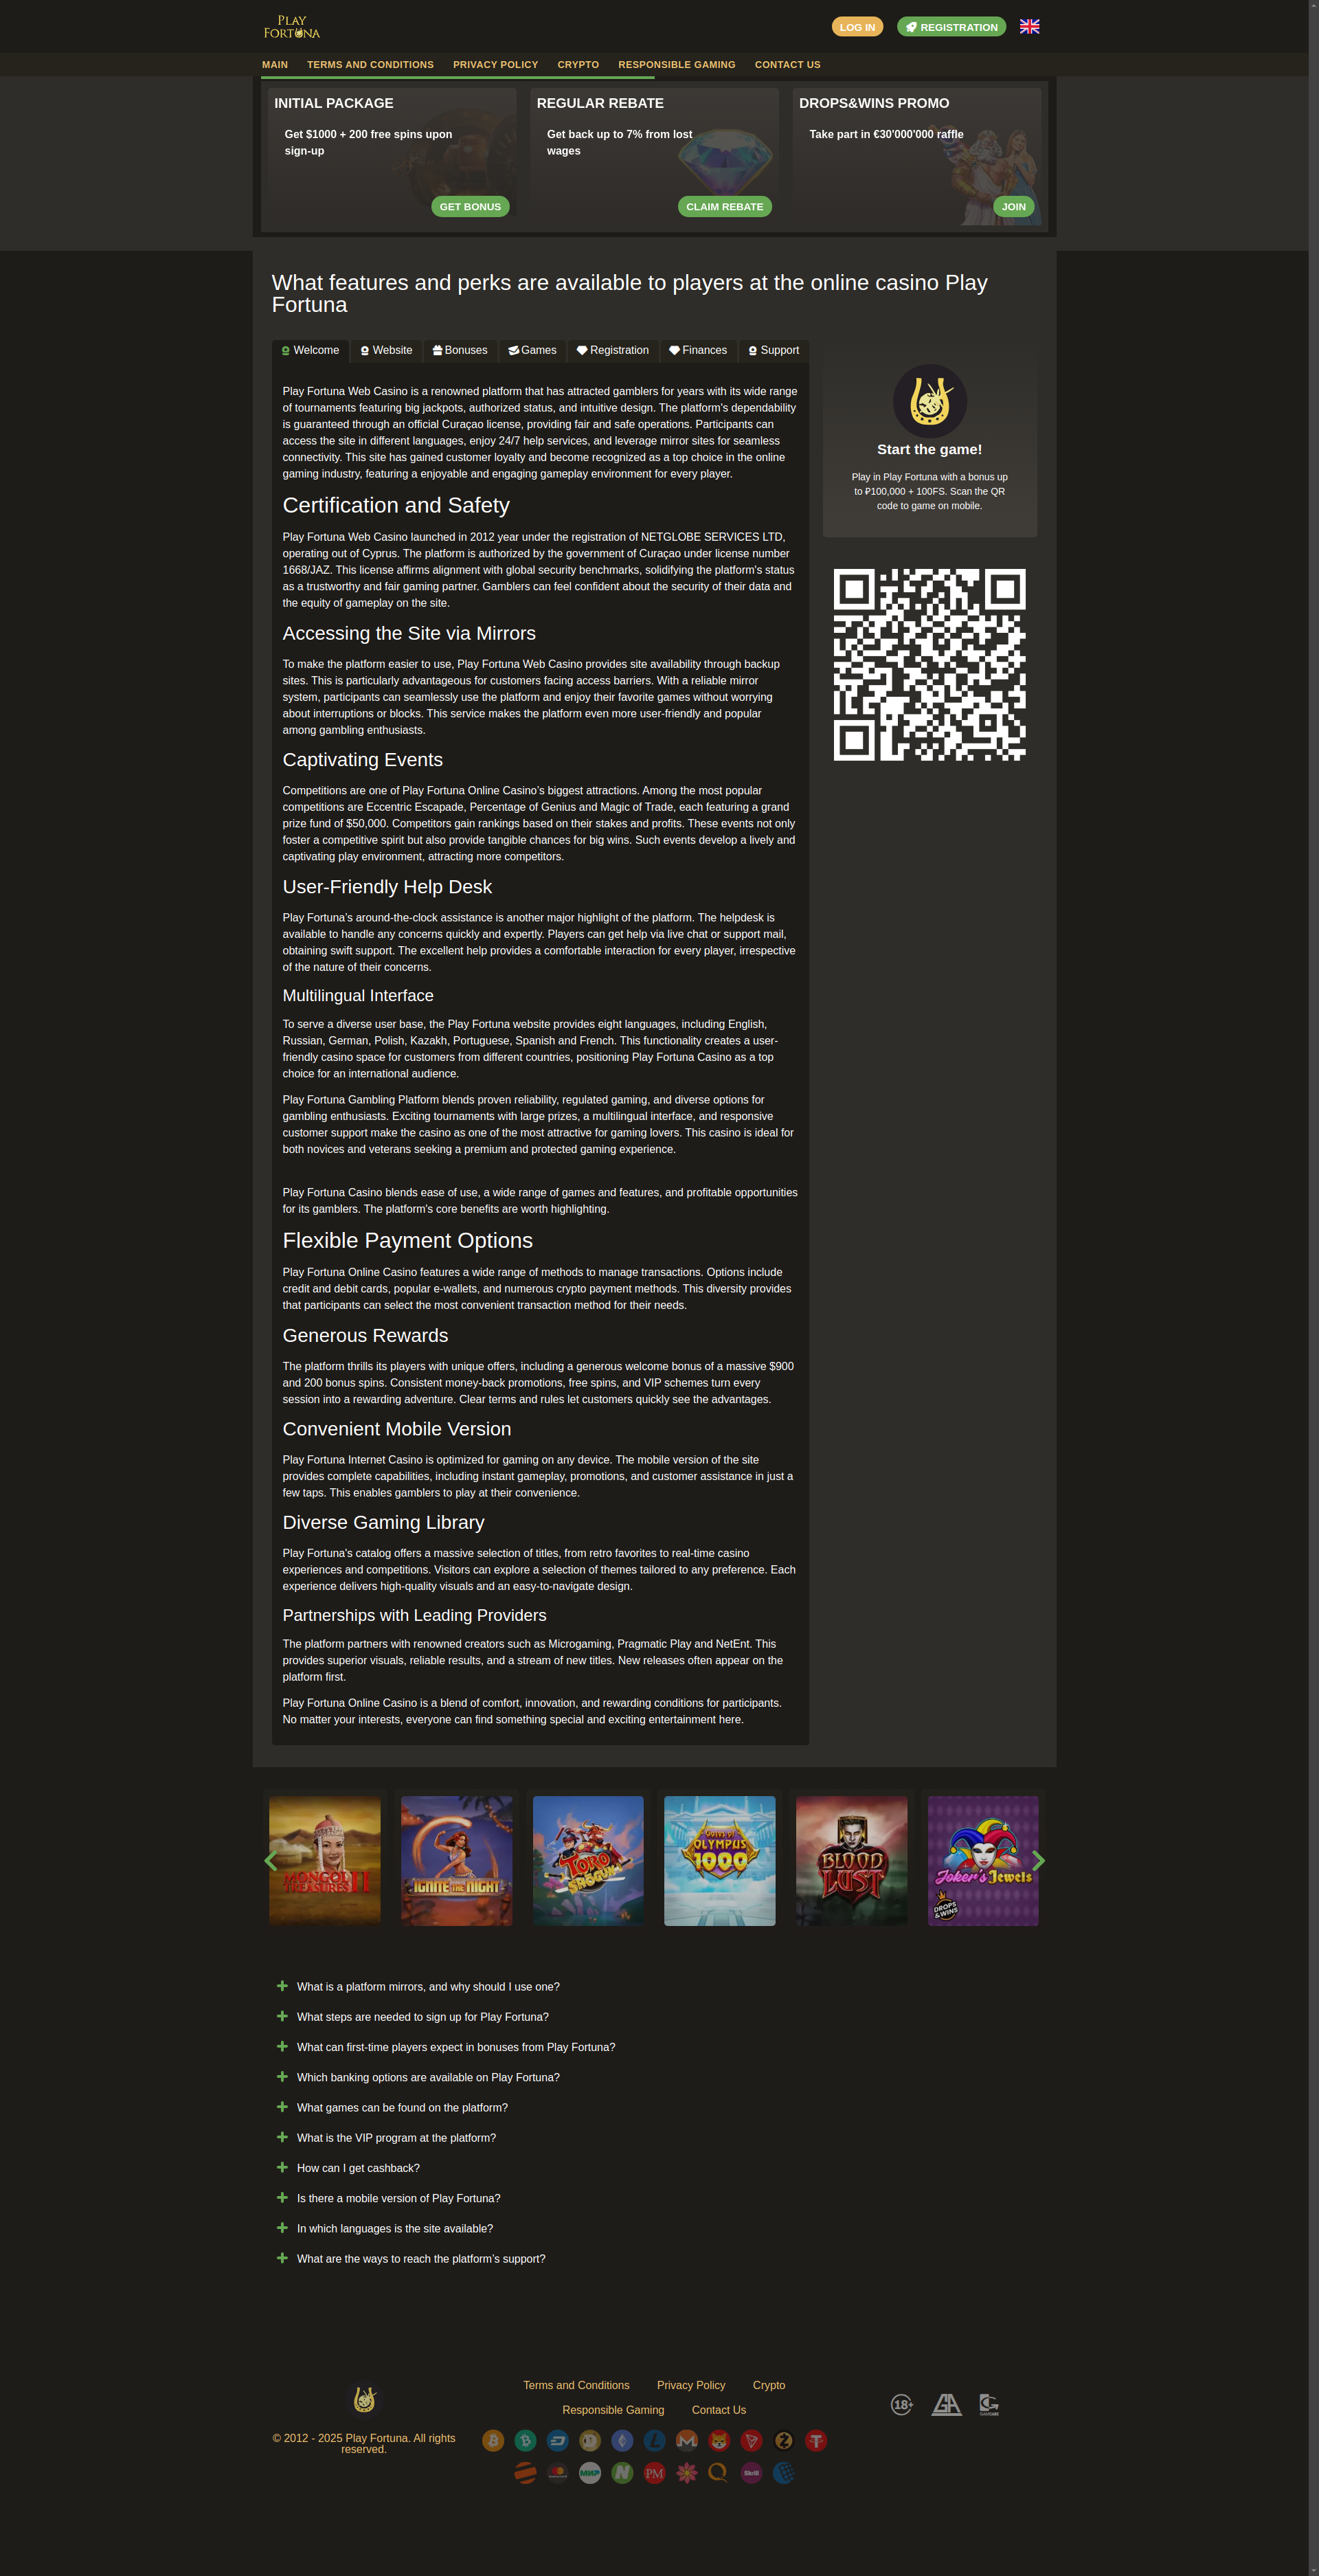 PLAY
FORTUNA
LOG IN
REGISTRATION
MAIN
TERMS AND CONDITIONS
PRIVACY POLICY
CRYPTO
RESPONSIBLE GAMING
CONTACT US
INITIAL PACKAGE
Get $1000 + 200 free spins upon
sign-up
GET BONUS
REGULAR REBATE
Get back up to 7% from lost
wages
CLAIM REBATE
DROPS&WINS PROMO
Take part in €30'000'000 raffle
JOIN
What features and perks are available to players at the online casino Play
Fortuna
Welcome
Website
Bonuses
Games
Registration
Finances
Support
Play Fortuna Web Casino is a renowned platform that has attracted gamblers for years with its wide range
of tournaments featuring big jackpots, authorized status, and intuitive design. The platform's dependability
is guaranteed through an official Curaçao license, providing fair and safe operations. Participants can
access the site in different languages, enjoy 24/7 help services, and leverage mirror sites for seamless
connectivity. This site has gained customer loyalty and become recognized as a top choice in the online
gaming industry, featuring a enjoyable and engaging gameplay environment for every player.
Certification and Safety
Play Fortuna Web Casino launched in 2012 year under the registration of NETGLOBE SERVICES LTD,
operating out of Cyprus. The platform is authorized by the government of Curaçao under license number
1668/JAZ. This license affirms alignment with global security benchmarks, solidifying the platform's status
as a trustworthy and fair gaming partner. Gamblers can feel confident about the security of their data and
the equity of gameplay on the site.
Accessing the Site via Mirrors
To make the platform easier to use, Play Fortuna Web Casino provides site availability through backup
sites. This is particularly advantageous for customers facing access barriers. With a reliable mirror
system, participants can seamlessly use the platform and enjoy their favorite games without worrying
about interruptions or blocks. This service makes the platform even more user-friendly and popular
among gambling enthusiasts.
Captivating Events
Competitions are one of Play Fortuna Online Casino's biggest attractions. Among the most popular
competitions are Eccentric Escapade, Percentage of Genius and Magic of Trade, each featuring a grand
prize fund of $50,000. Competitors gain rankings based on their stakes and profits. These events not only
foster a competitive spirit but also provide tangible chances for big wins. Such events develop a lively and
captivating play environment, attracting more competitors.
User-Friendly Help Desk
Play Fortuna's around-the-clock assistance is another major highlight of the platform. The helpdesk is
available to handle any concerns quickly and expertly. Players can get help via live chat or support mail,
obtaining swift support. The excellent help provides a comfortable interaction for every player, irrespective
of the nature of their concerns.
Multilingual Interface
To serve a diverse user base, the Play Fortuna website provides eight languages, including English,
Russian, German, Polish, Kazakh, Portuguese, Spanish and French. This functionality creates a user-
friendly casino space for customers from different countries, positioning Play Fortuna Casino as a top
choice for an international audience.
Play Fortuna Gambling Platform blends proven reliability, regulated gaming, and diverse options for
gambling enthusiasts. Exciting tournaments with large prizes, a multilingual interface, and responsive
customer support make the casino as one of the most attractive for gaming lovers. This casino is ideal for
both novices and veterans seeking a premium and protected gaming experience.
Play Fortuna Casino blends ease of use, a wide range of games and features, and profitable opportunities
for its gamblers. The platform's core benefits are worth highlighting.
Flexible Payment Options
Play Fortuna Online Casino features a wide range of methods to manage transactions. Options include
credit and debit cards, popular e-wallets, and numerous crypto payment methods. This diversity provides
that participants can select the most convenient transaction method for their needs.
Generous Rewards
The platform thrills its players with unique offers, including a generous welcome bonus of a massive $900
and 200 bonus spins. Consistent money-back promotions, free spins, and VIP schemes turn every
session into a rewarding adventure. Clear terms and rules let customers quickly see the advantages.
Convenient Mobile Version
Play Fortuna Internet Casino is optimized for gaming on any device. The mobile version of the site
provides complete capabilities, including instant gameplay, promotions, and customer assistance in just a
few taps. This enables gamblers to play at their convenience.
Diverse Gaming Library
Play Fortuna's catalog offers a massive selection of titles, from retro favorites to real-time casino
experiences and competitions. Visitors can explore a selection of themes tailored to any preference. Each
experience delivers high-quality visuals and an easy-to-navigate design.
Partnerships with Leading Providers
The platform partners with renowned creators such as Microgaming, Pragmatic Play and NetEnt. This
provides superior visuals, reliable results, and a stream of new titles. New releases often appear on the
platform first.
Play Fortuna Online Casino is a blend of comfort, innovation, and rewarding conditions for participants.
No matter your interests, everyone can find something special and exciting entertainment here.
Start the game!
Play in Play Fortuna with a bonus up
to ₽100,000 + 100FS. Scan the QR
code to game on mobile.
MONGOL
TREASURES II
IGNITE THE NIGHT
TORO
SHOGUN
GATES OF
OLYMPUS
1000
BLOOD
LUST
Joker's Jewels
DROPS
&WINS
What is a platform mirrors, and why should I use one?
What steps are needed to sign up for Play Fortuna?
What can first-time players expect in bonuses from Play Fortuna?
Which banking options are available on Play Fortuna?
What games can be found on the platform?
What is the VIP program at the platform?
How can I get cashback?
Is there a mobile version of Play Fortuna?
In which languages is the site available?
What are the ways to reach the platform's support?
© 2012 - 2025 Play Fortuna. All rights
reserved.
Terms and Conditions
Privacy Policy
Crypto
Responsible Gaming
Contact Us
МИР
PM
Skrill
18+
GA
GAMCARE